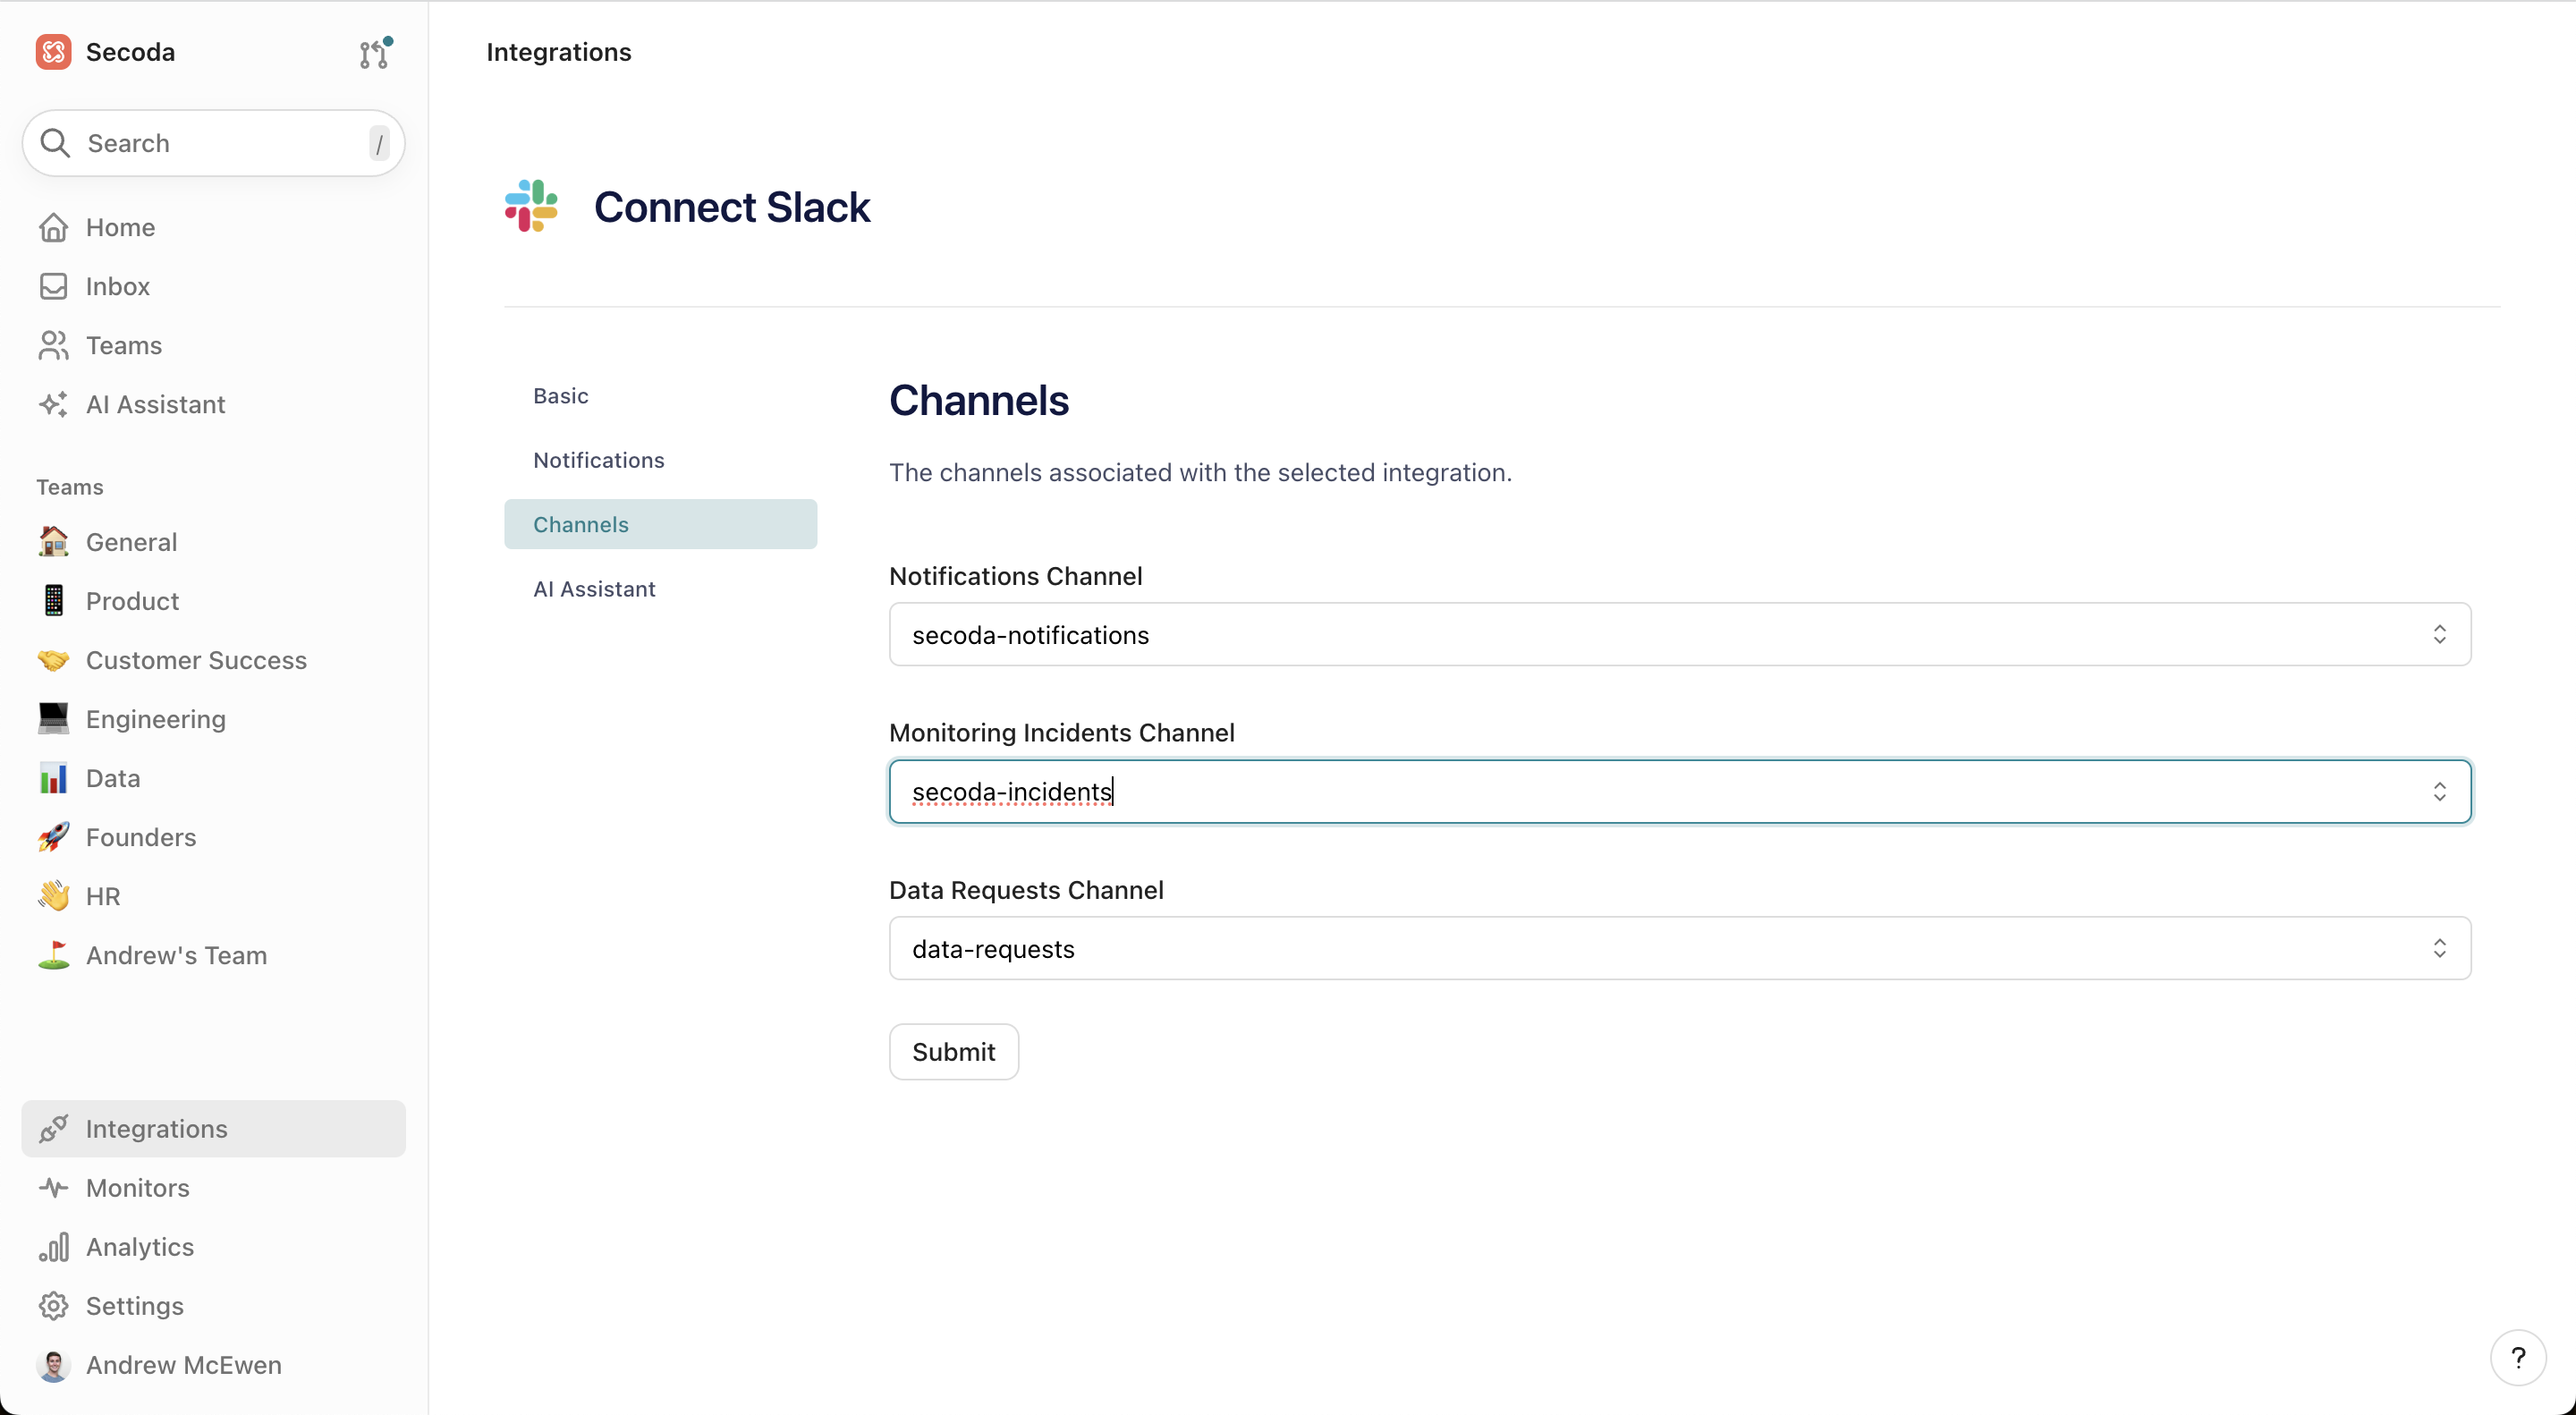 Secoda
Search
/
Home
Inbox
Teams
AI Assistant
Teams
General
Product
Customer Success
Engineering
Data
Founders
HR
Andrew's Team
Integrations
Monitors
Analytics
Settings
Andrew McEwen
Integrations
Connect Slack
Basic
Notifications
Channels
AI Assistant
Channels
The channels associated with the selected integration.
Notifications Channel
secoda-notifications
Monitoring Incidents Channel
secoda-incidents
Data Requests Channel
data-requests
Submit
?